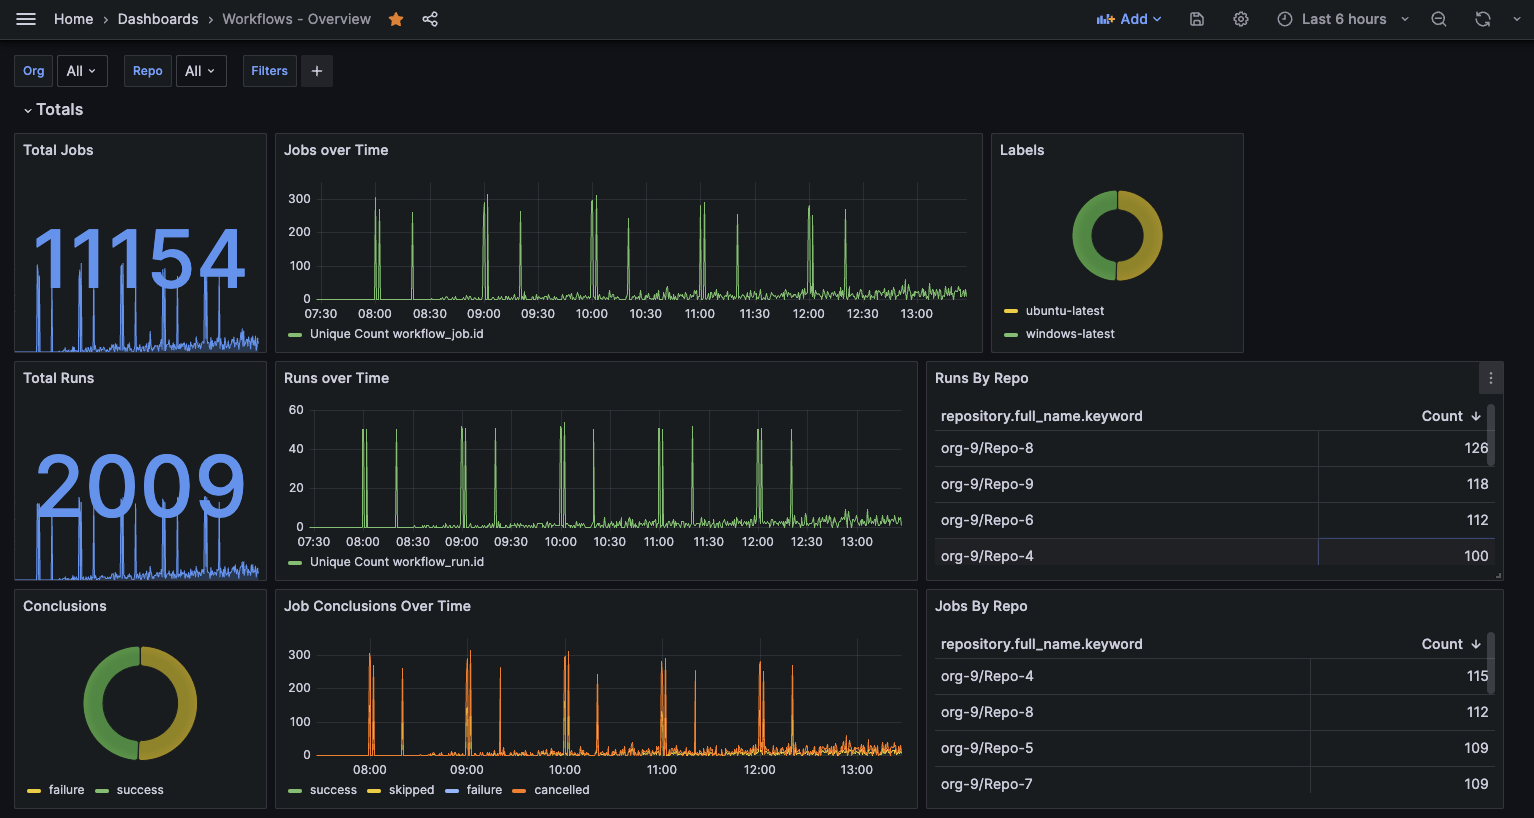 Home › Dashboards › Workflows - Overview
Add
Last 6 hours
Org All Repo All Filters +
Totals
Total Jobs
11154
Jobs over Time
300
200
100
0
07:30 08:00 08:30 09:00 09:30 10:00 10:30 11:00 11:30 12:00 12:30 13:00
Unique Count workflow_job.id
Labels
ubuntu-latest
windows-latest
Total Runs
2009
Runs over Time
60
40
20
0
07:30 08:00 08:30 09:00 09:30 10:00 10:30 11:00 11:30 12:00 12:30 13:00
Unique Count workflow_run.id
Runs By Repo
repository.full_name.keyword Count
org-9/Repo-8 126
org-9/Repo-9 118
org-9/Repo-6 112
org-9/Repo-4 100
Conclusions
failure success
Job Conclusions Over Time
300
200
100
0
08:00 09:00 10:00 11:00 12:00 13:00
success skipped failure cancelled
Jobs By Repo
repository.full_name.keyword Count
org-9/Repo-4 115
org-9/Repo-8 112
org-9/Repo-5 109
org-9/Repo-7 109